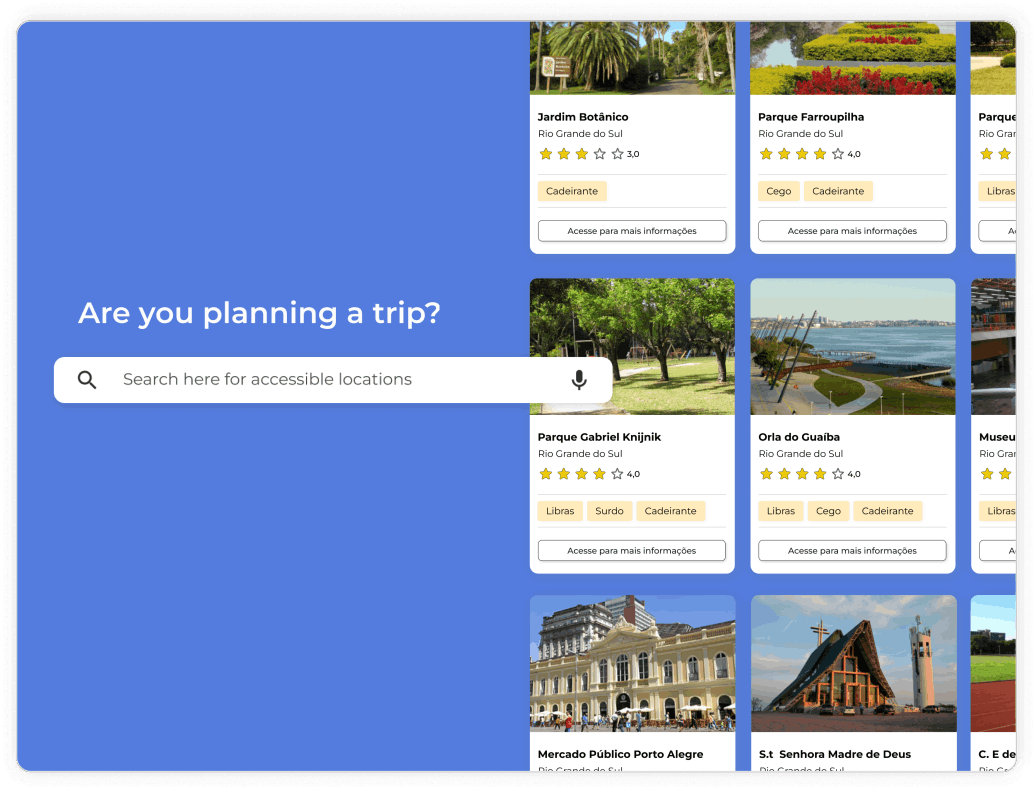 Are you planning a trip?
Search here for accessible locations
Jardim Botânico
Rio Grande do Sul
3,0
Cadeirante
Acesse para mais informações
Parque Farroupilha
Rio Grande do Sul
4,0
Cego Cadeirante
Acesse para mais informações
Parque
Rio Gra
Libras
Ac
Parque Gabriel Knijnik
Rio Grande do Sul
4,0
Libras Surdo Cadeirante
Acesse para mais informações
Orla do Guaíba
Rio Grande do Sul
4,0
Libras Cego Cadeirante
Acesse para mais informações
Museu
Rio Gra
Libras
Ac
Mercado Público Porto Alegre
Rio Grande do Sul
S.t Senhora Madre de Deus
Rio Grande do Sul
C. E de
Rio Gr